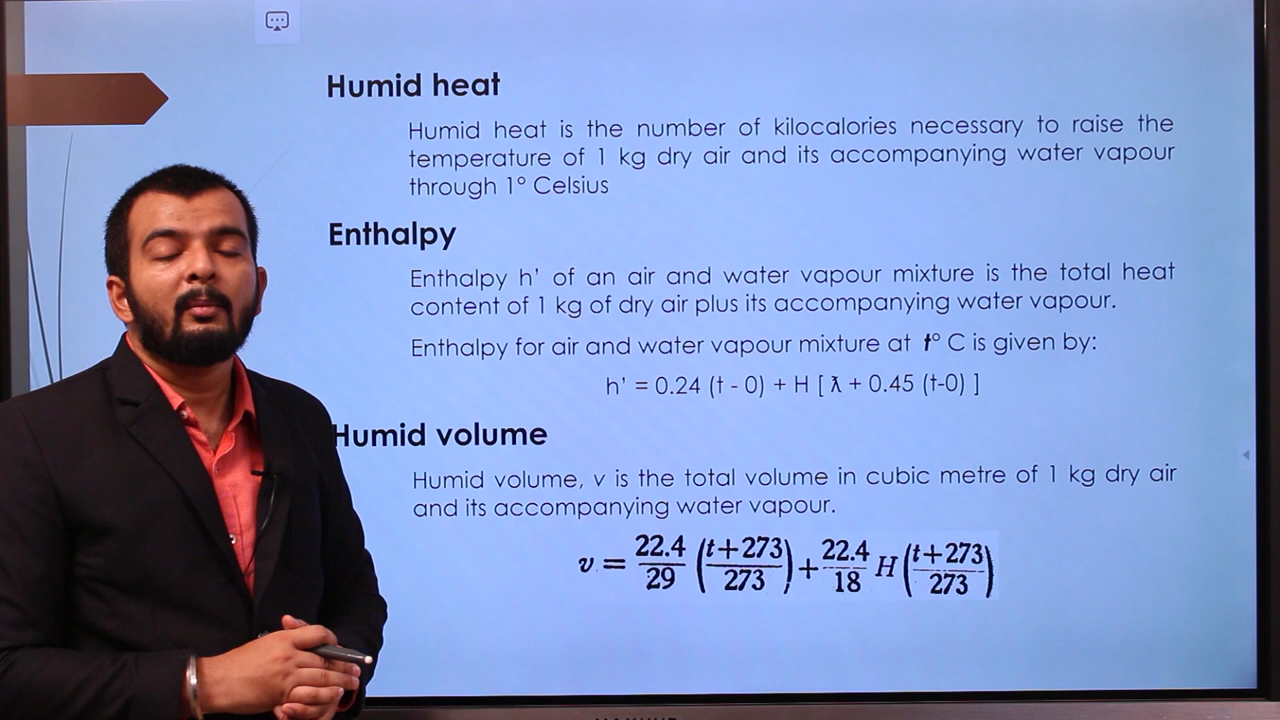 Humid heat
Humid heat is the number of kilocalories necessary to raise the
temperature of 1 kg dry air and its accompanying water vapour
through 1° Celsius
Enthalpy
Enthalpy h' of an air and water vapour mixture is the total heat
content of 1 kg of dry air plus its accompanying water vapour.
Enthalpy for air and water vapour mixture at t° C is given by:
h' = 0.24 (t - 0) + H [ ƛ + 0.45 (t-0) ]
Humid volume
Humid volume, v is the total volume in cubic metre of 1 kg dry air
and its accompanying water vapour.
v = 22.4/29 (t+273/273) + 22.4/18 H (t+273/273)